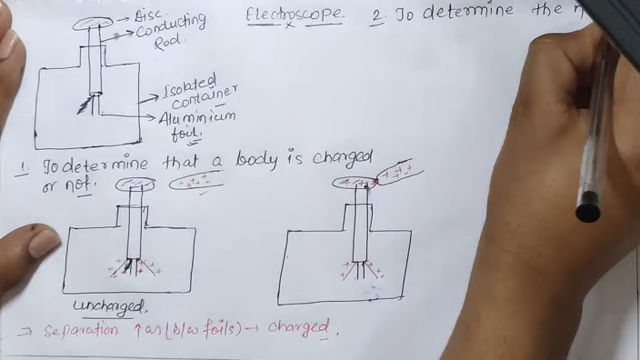 Electroscope
Disc
Conducting
Rod.
Isolated
container
Aluminium
foil.
1. To determine that a body is charged
or not.
uncharged.
⇒ Separation ↑as (b/w foils) → charged.
2. To determine the